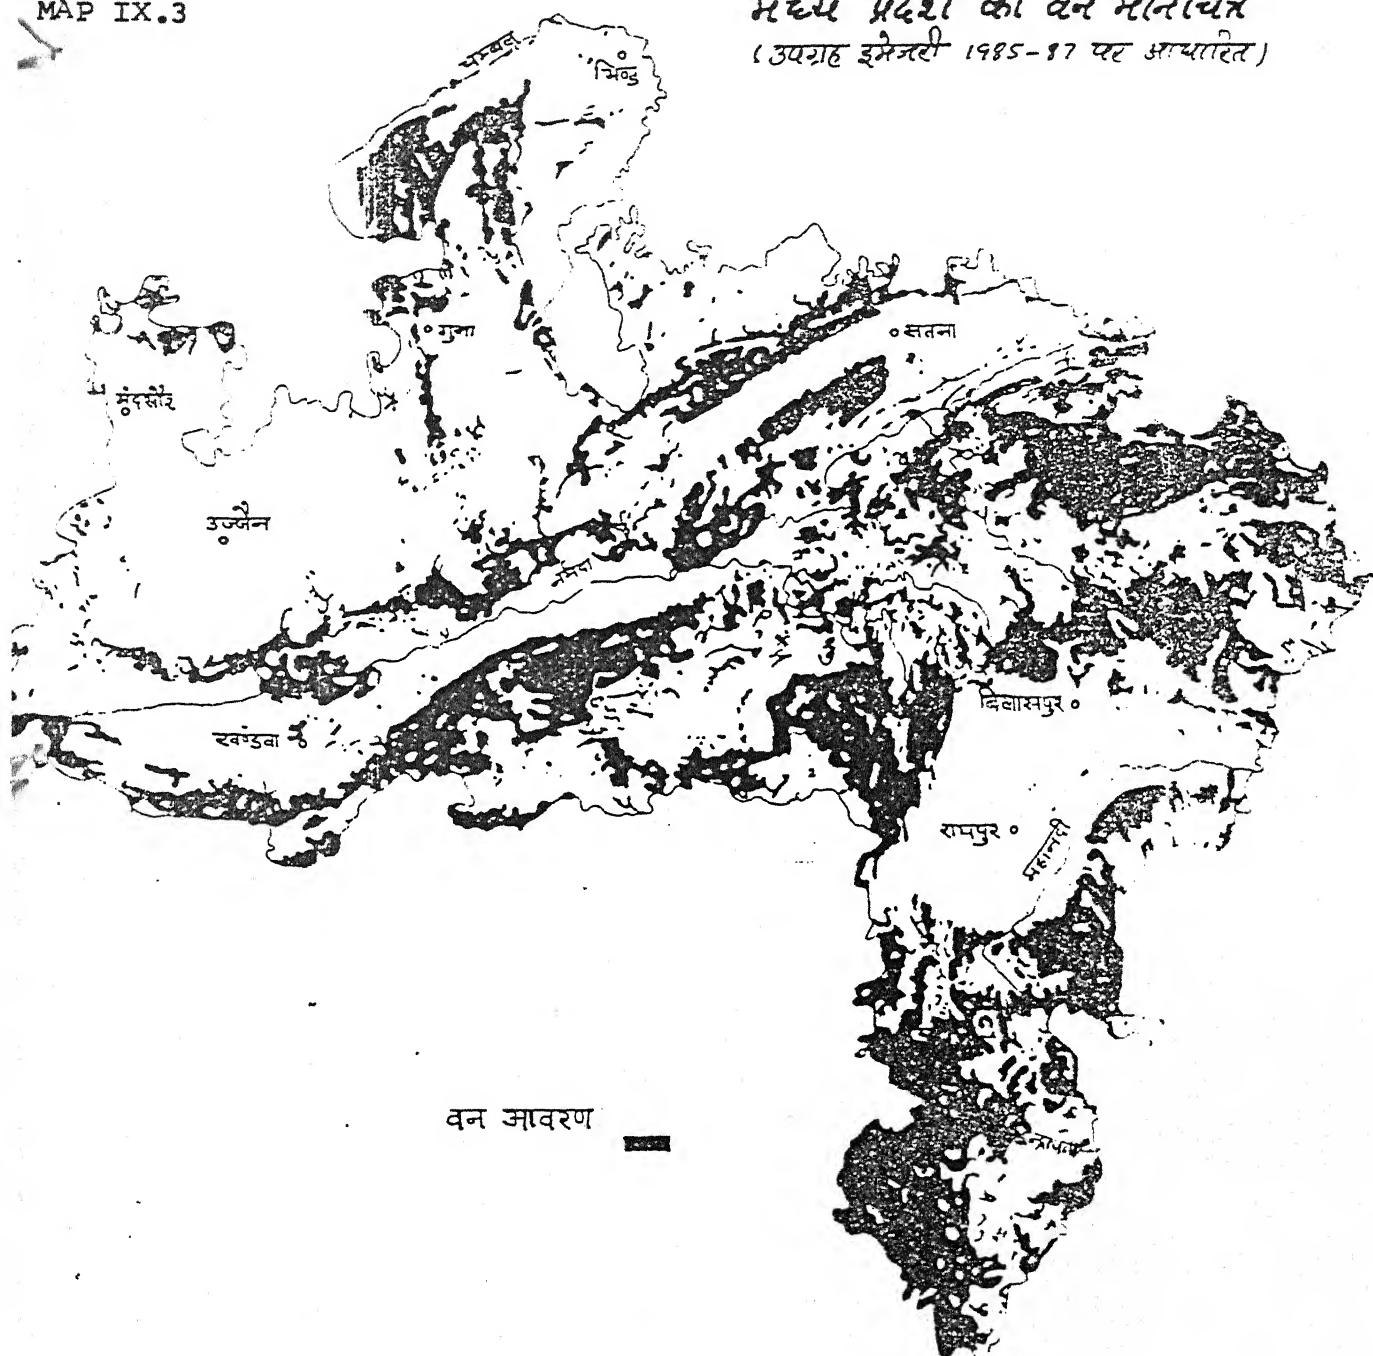 MAP IX.3
मध्य प्रदेश का वन मानचित्र
(उपग्रह इमेजरी 1985-87 पर आधारित)
चम्बल
भिण्ड
गुना
सतना
मंदसौर
उज्जैन
नर्मदा
बिलासपुर
खण्डवा
रायपुर
महानदी
वन आवरण